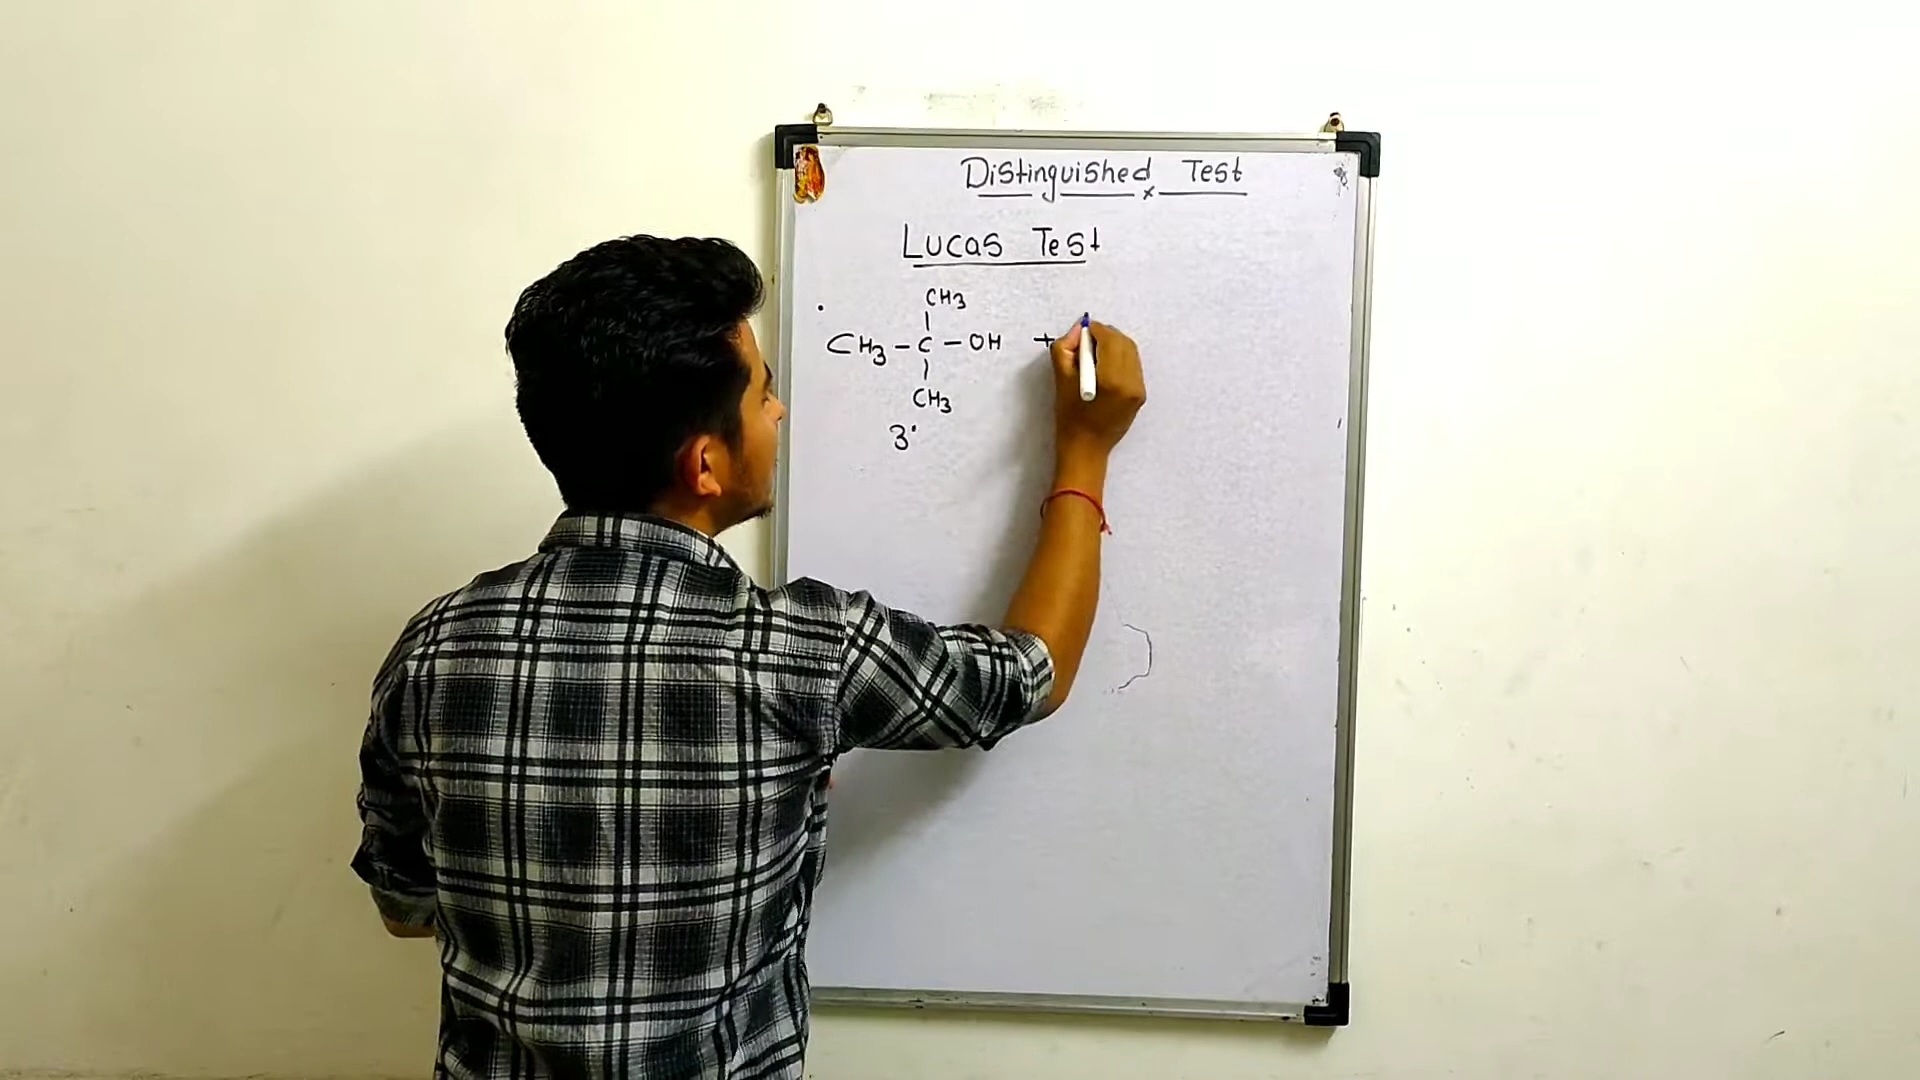 Distinguished Test
Lucas Test
CH3
CH3 - C - OH +
CH3
3°